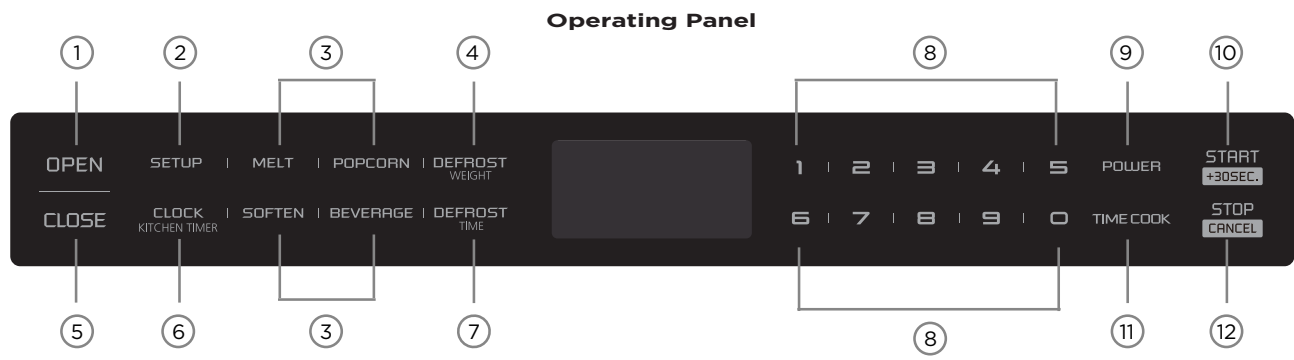 Operating Panel
1 2 3 4 8 9 10
OPEN SETUP MELT POPCORN DEFROST 1 2 3 4 5 POWER START
WEIGHT +30SEC.
CLOSE CLOCK SOFTEN BEVERAGE DEFROST 6 7 8 9 0 TIME COOK STOP
KITCHEN TIMER TIME CANCEL
5 6 3 7 8 11 12